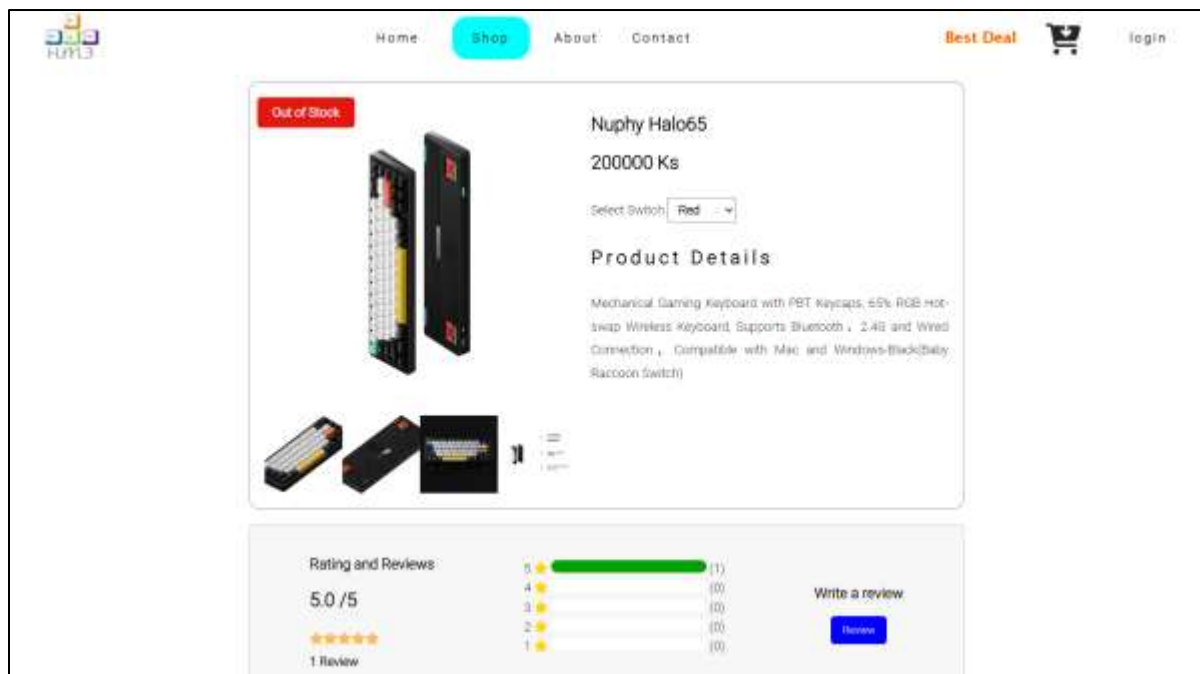 Home Shop About Contact Best Deal login
Out of Stock
Nuphy Halo65
200000 Ks
Select Switch Red
Product Details
Mechanical Gaming Keyboard with PBT Keycaps, 65% RGB Hot-
swap Wireless Keyboard, Supports Bluetooth , 2.4G and Wired
Connection , Compatible with Mac and Windows-Black(Baby
Raccoon Switch)
Rating and Reviews
5.0 /5
1 Review
5 (1)
4 (0)
3 (0)
2 (0)
1 (0)
Write a review
Review